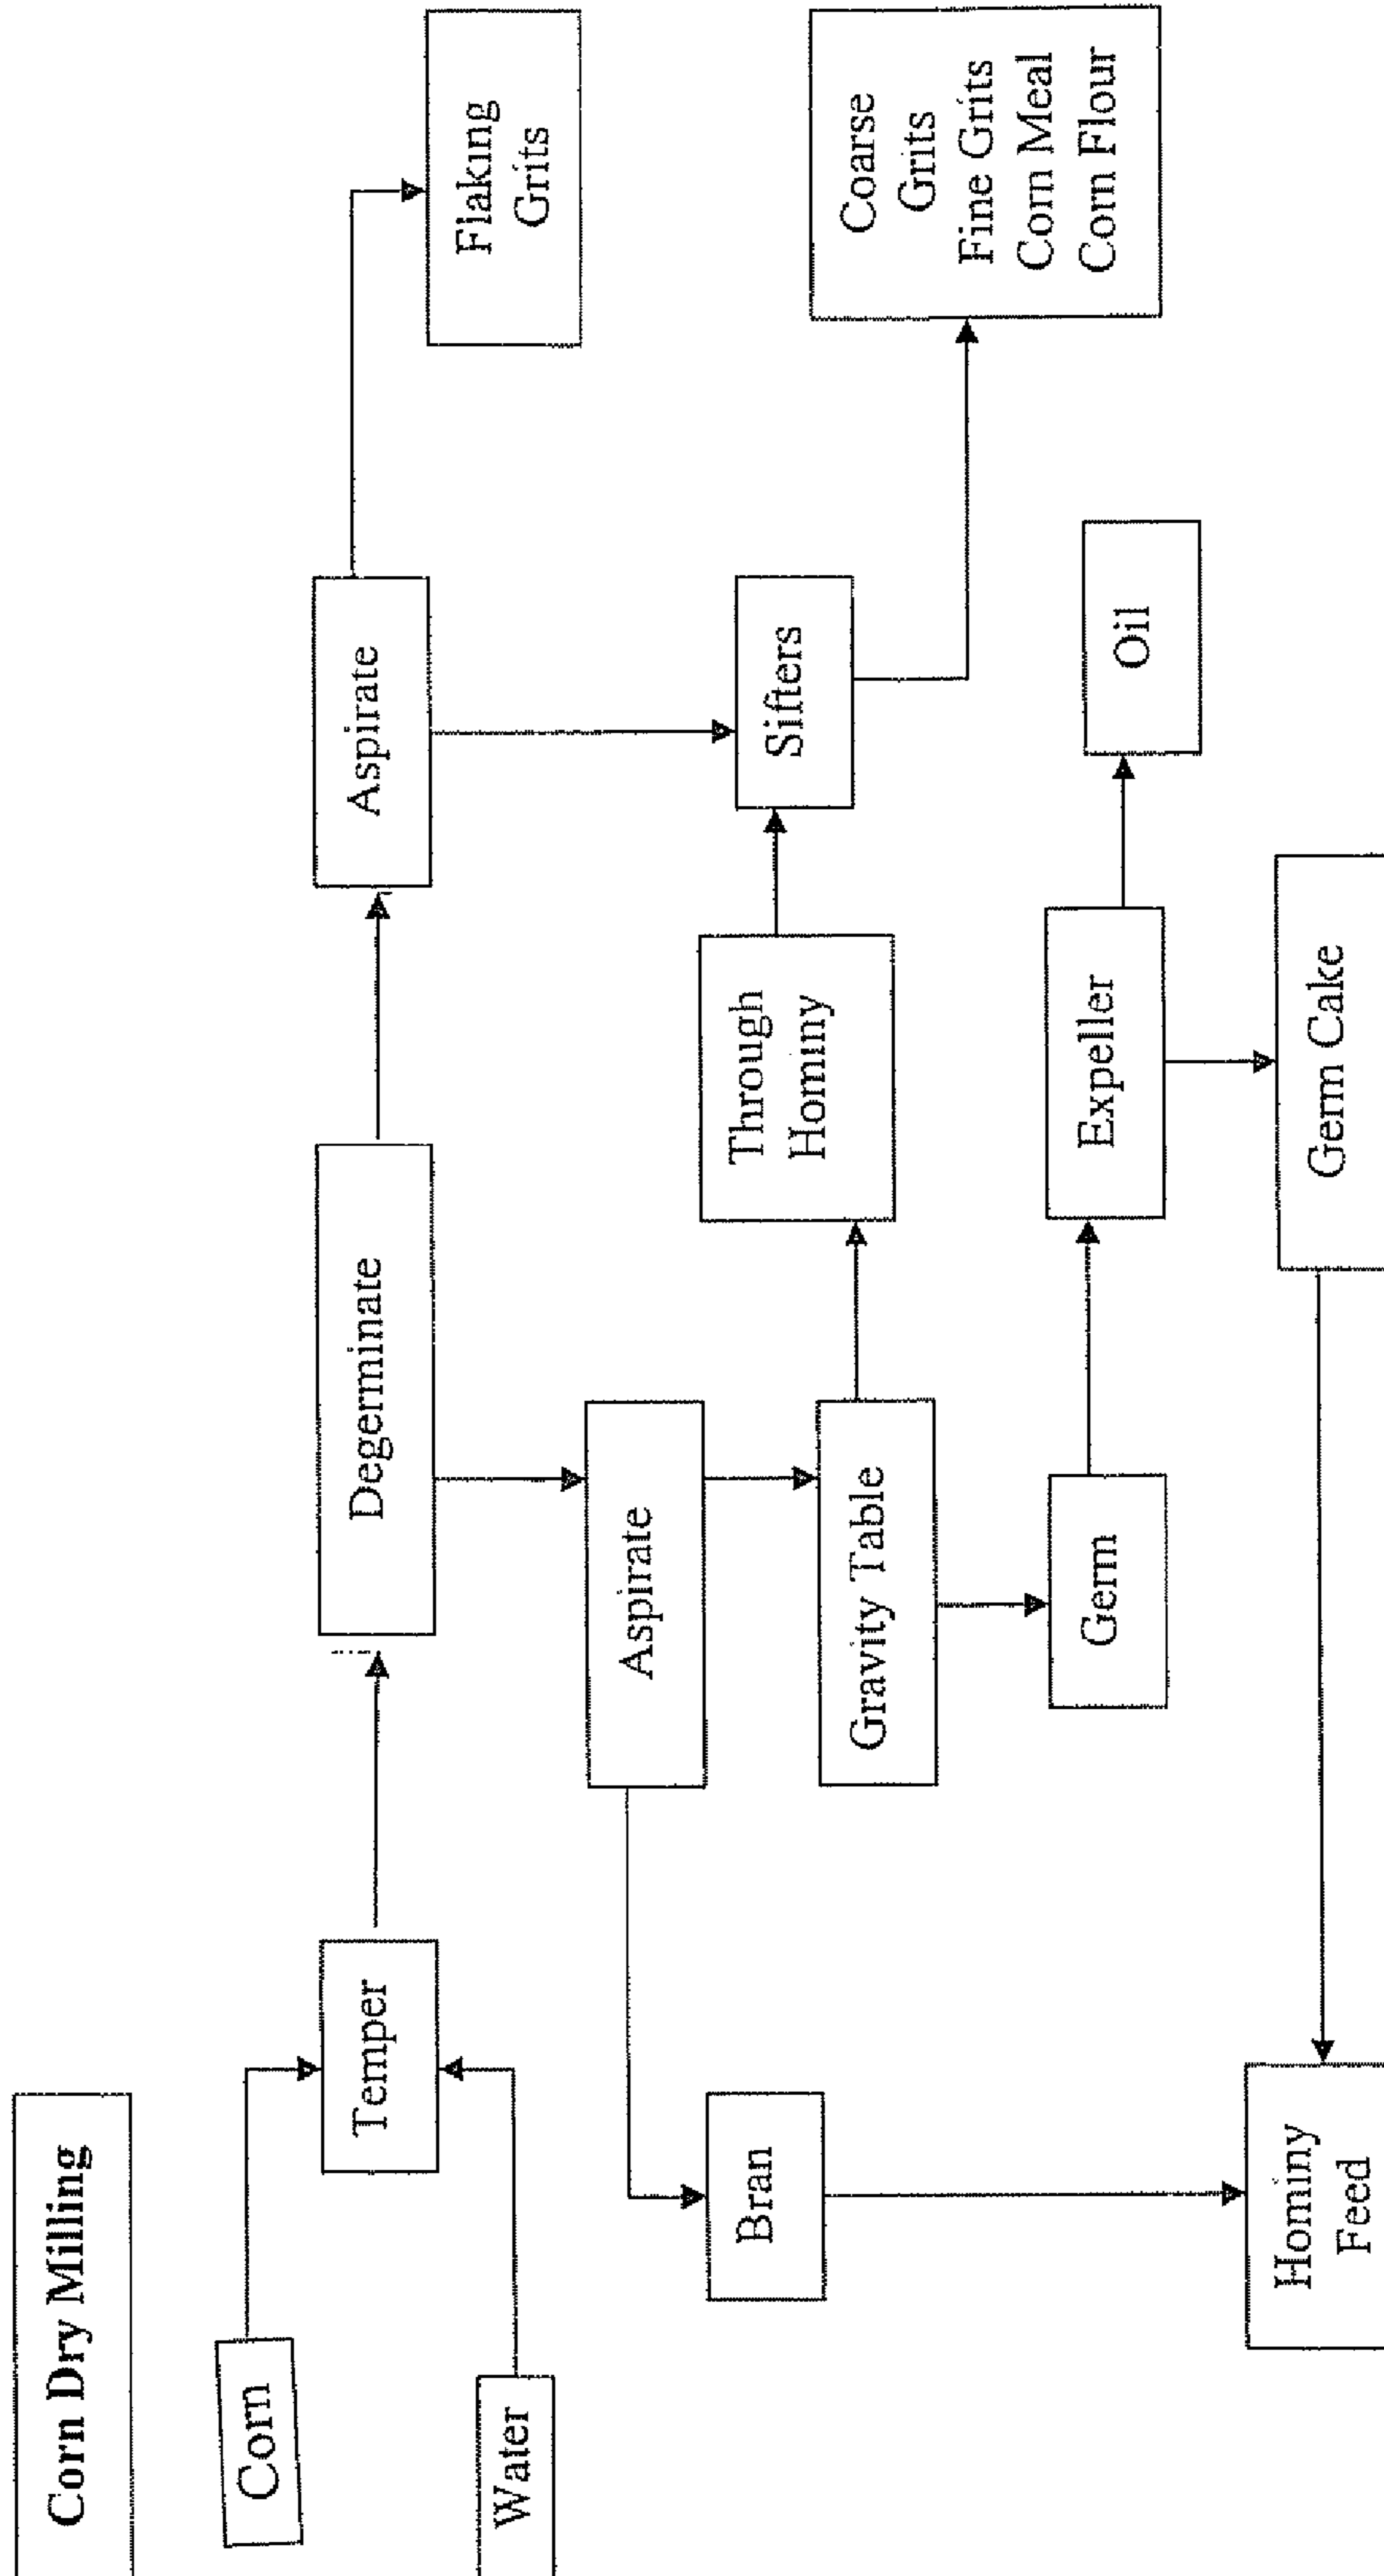 Corn Dry Milling
Corn
Water
Temper
Degerminate
Aspirate
Flaking
Grits
Aspirate
Bran
Gravity Table
Through
Hominy
Sifters
Coarse
Grits
Fine Grits
Corn Meal
Corn Flour
Germ
Expeller
Oil
Germ Cake
Hominy
Feed